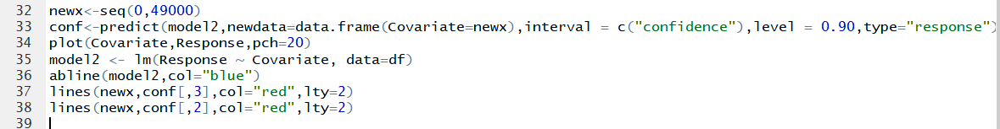 32 newx<-seq(0,49000)
33 conf<-predict(model2,newdata=data.frame(Covariate=newx),interval = c("confidence"),level = 0.90,type="response")
34 plot(Covariate,Response,pch=20)
35 model2 <- lm(Response ~ Covariate, data=df)
36 abline(model2,col="blue")
37 lines(newx,conf[,3],col="red",lty=2)
38 lines(newx,conf[,2],col="red",lty=2)
39